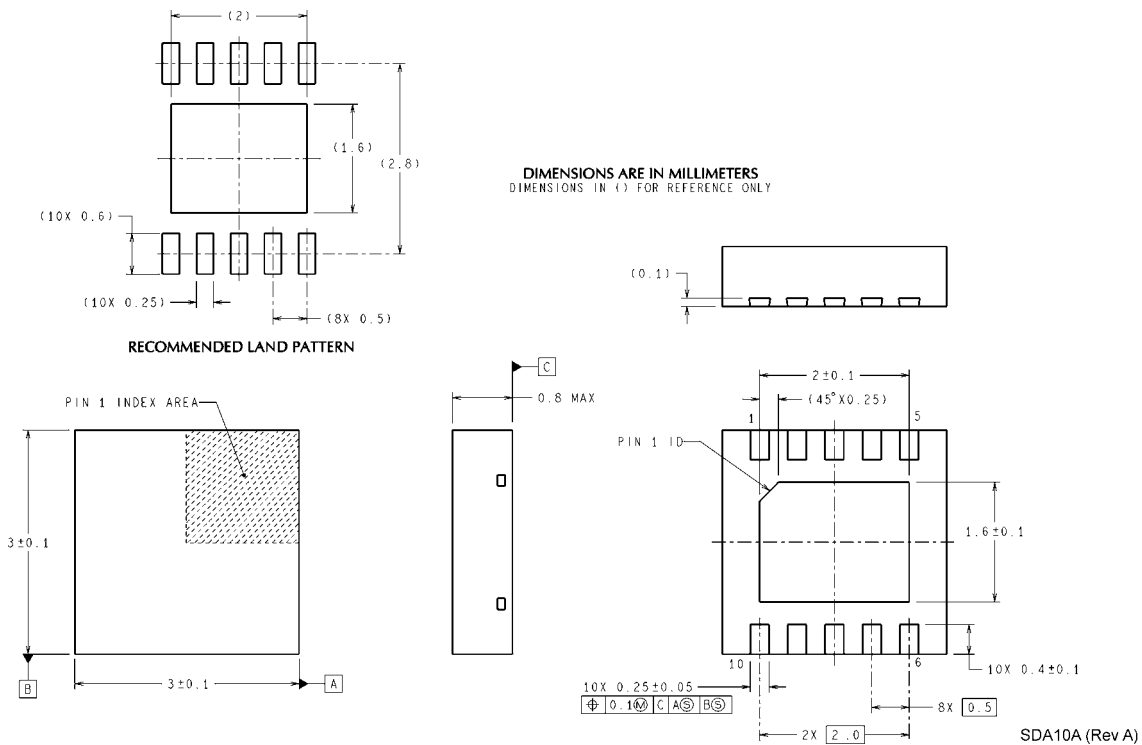 (2)
(1.6)
(2.8)
DIMENSIONS ARE IN MILLIMETERS
DIMENSIONS IN () FOR REFERENCE ONLY
(10X 0.6)
(10X 0.25)
(8X 0.5)
RECOMMENDED LAND PATTERN
(0.1)
PIN 1 INDEX AREA
3±0.1
B
3±0.1
A
C
0.8 MAX
2±0.1
(45°X0.25)
1
5
PIN 1 ID
1.6±0.1
10
6
10X 0.4±0.1
10X 0.25±0.05
⌖ 0.1Ⓜ C AⓈ BⓈ
8X 0.5
2X 2.0
SDA10A (Rev A)